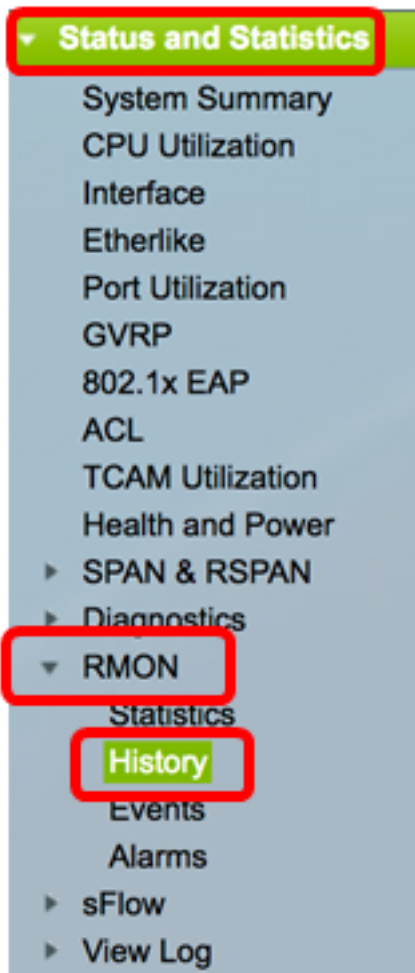 Status and Statistics
System Summary
CPU Utilization
Interface
Etherlike
Port Utilization
GVRP
802.1x EAP
ACL
TCAM Utilization
Health and Power
SPAN & RSPAN
Diagnostics
RMON
Statistics
History
Events
Alarms
sFlow
View Log